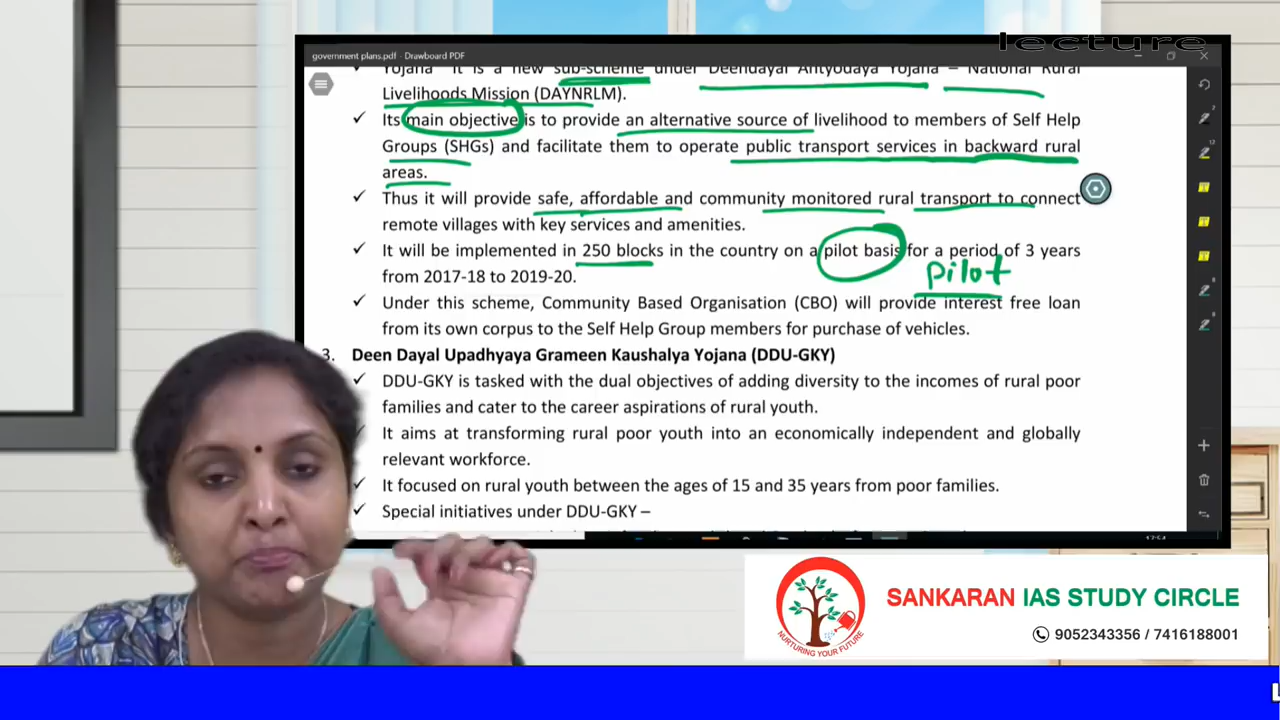 lecture
government plans.pdf - Drawboard PDF
Yojana" It is a new sub-scheme under Deendayal Antyodaya Yojana – National Rural
Livelihoods Mission (DAYNRLM).
✓ Its main objective is to provide an alternative source of livelihood to members of Self Help
Groups (SHGs) and facilitate them to operate public transport services in backward rural
areas.
✓ Thus it will provide safe, affordable and community monitored rural transport to connect
remote villages with key services and amenities.
✓ It will be implemented in 250 blocks in the country on a pilot basis for a period of 3 years
from 2017-18 to 2019-20.
pilot
✓ Under this scheme, Community Based Organisation (CBO) will provide interest free loan
from its own corpus to the Self Help Group members for purchase of vehicles.
3. Deen Dayal Upadhyaya Grameen Kaushalya Yojana (DDU-GKY)
✓ DDU-GKY is tasked with the dual objectives of adding diversity to the incomes of rural poor
families and cater to the career aspirations of rural youth.
✓ It aims at transforming rural poor youth into an economically independent and globally
relevant workforce.
✓ It focused on rural youth between the ages of 15 and 35 years from poor families.
✓ Special initiatives under DDU-GKY –
NURTURING YOUR FUTURE
SANKARAN IAS STUDY CIRCLE
9052343356 / 7416188001